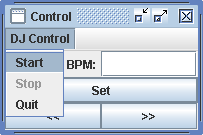 Control
DJ Control
Start
BPM:
Stop
Set
Quit
<< >>